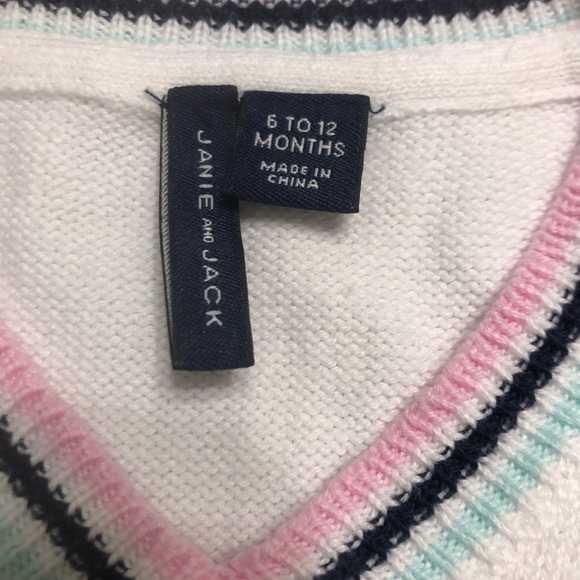 JANIE AND JACK
6 TO 12
MONTHS
MADE IN
CHINA